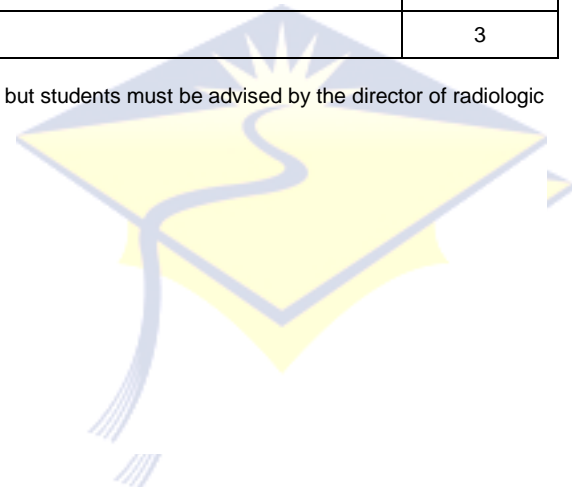 3
but students must be advised by the director of radiologic